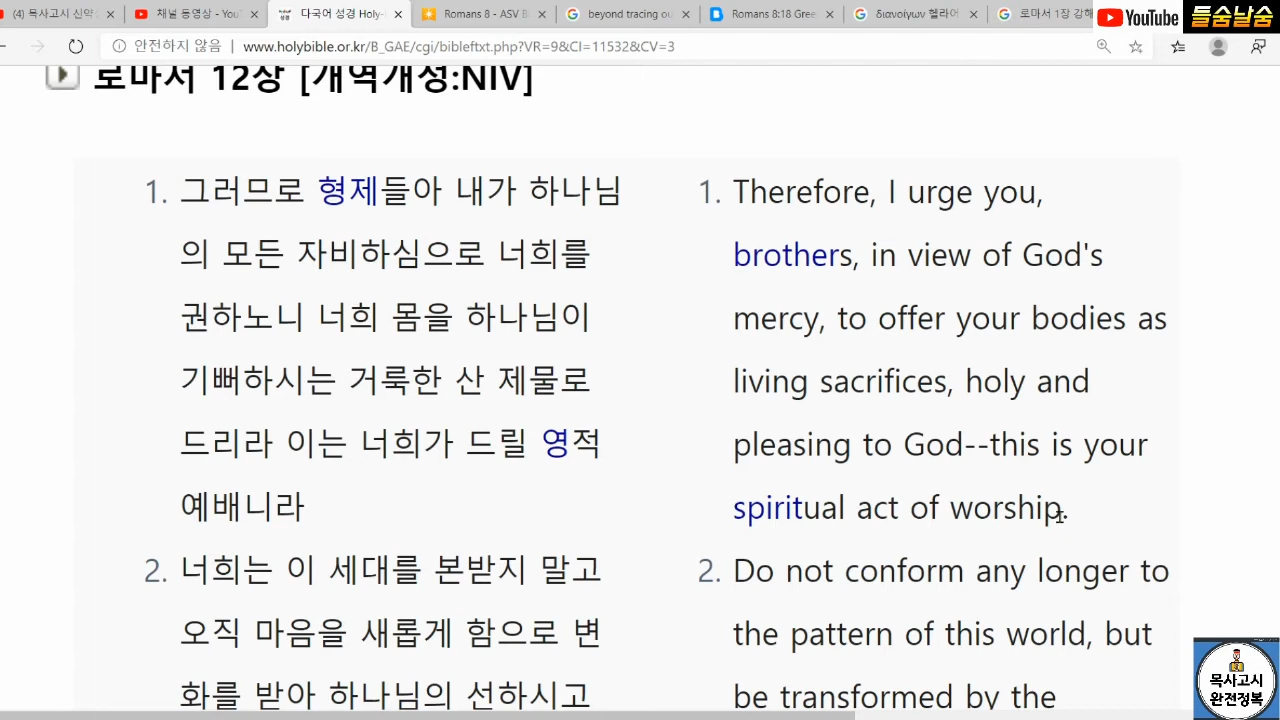 (4) 목사고시 신약
채널 동영상 - You
다국어 성경 Holy-
Romans 8
beyond tracing ou
Romans 8:18 Gree
διανοίγων 헬라어
로마서 1장 강해
YouTube
들숨날숨
안전하지 않음 | www.holybible.or.kr/B_GAE/cgi/bibleftxt.php?VR=9&CI=11532&CV=3
로마서 12장 [개역개정:NIV]
1. 그러므로 형제들아 내가 하나님
의 모든 자비하심으로 너희를
권하노니 너희 몸을 하나님이
기뻐하시는 거룩한 산 제물로
드리라 이는 너희가 드릴 영적
예배니라
2. 너희는 이 세대를 본받지 말고
오직 마음을 새롭게 함으로 변
화를 받아 하나님의 선하시고
1. Therefore, I urge you,
brothers, in view of God's
mercy, to offer your bodies as
living sacrifices, holy and
pleasing to God--this is your
spiritual act of worship.
2. Do not conform any longer to
the pattern of this world, but
be transformed by the
목사고시
완전정복